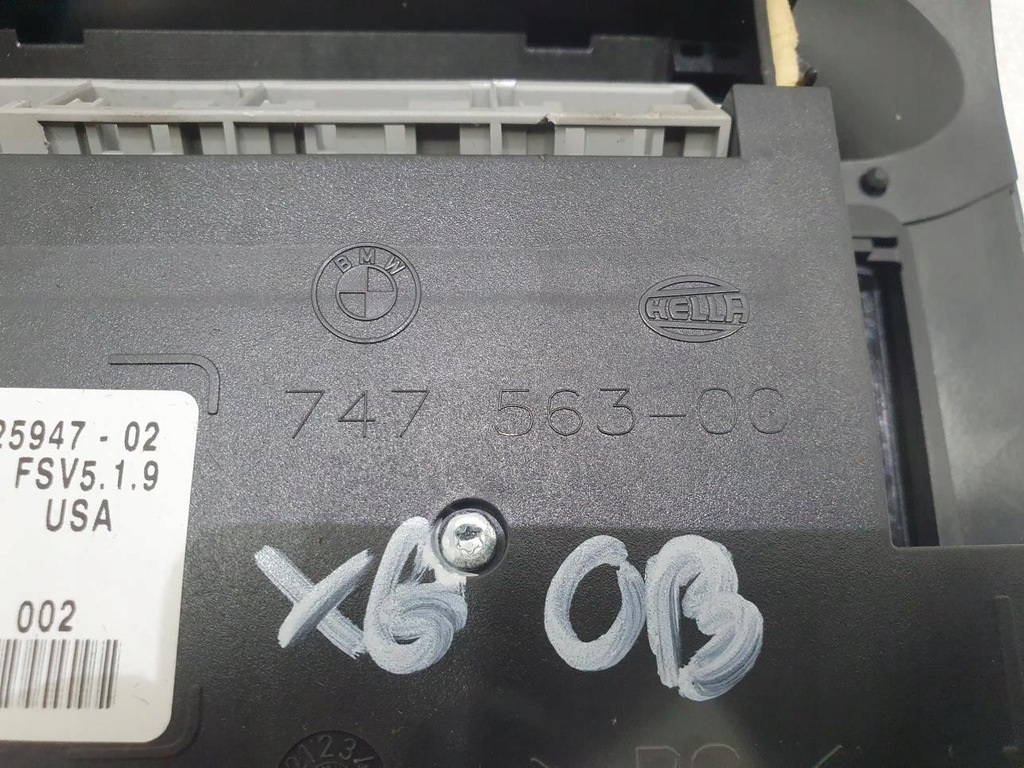 BMW
HELLA
747 563-00
25947 - 02
FSV5.1.9
USA
X6 OB
002